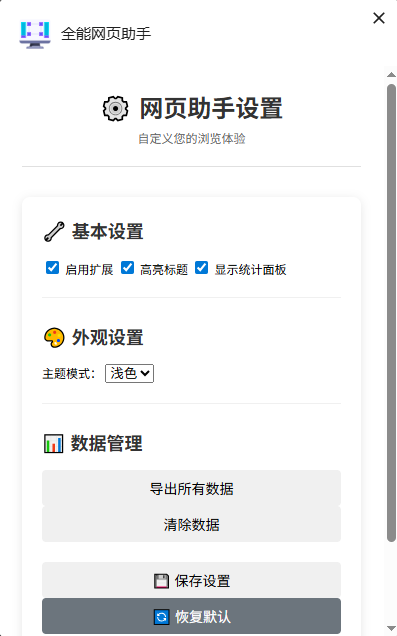 全能网页助手
网页助手设置
自定义您的浏览体验
基本设置
启用扩展 高亮标题 显示统计面板
外观设置
主题模式： 浅色
数据管理
导出所有数据
清除数据
保存设置
恢复默认